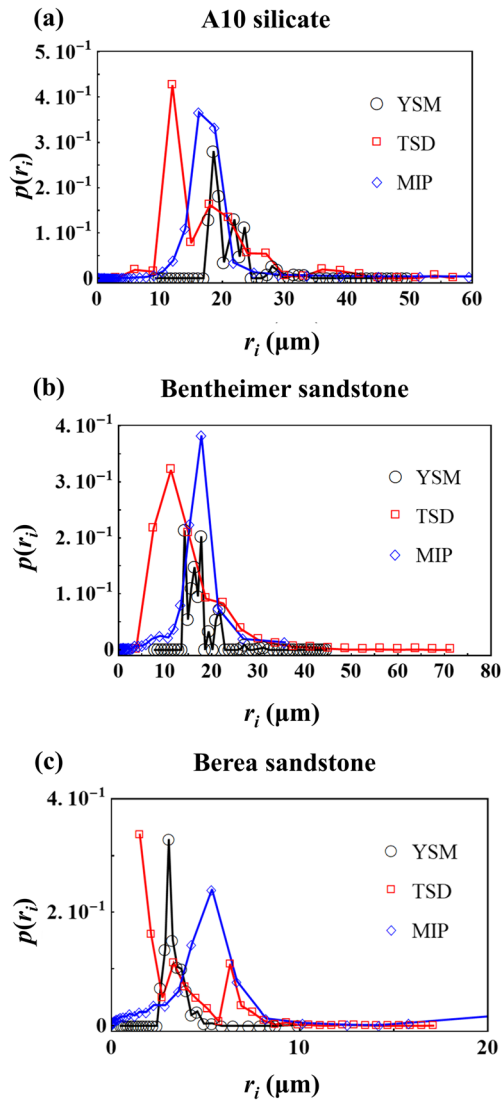 (a) A10 silicate
5. 10⁻¹
4. 10⁻¹
3. 10⁻¹
2. 10⁻¹
1. 10⁻¹
0
p(rᵢ)
YSM
TSD
MIP
0 10 20 30 40 50 60
rᵢ (µm)
(b) Bentheimer sandstone
4. 10⁻¹
3. 10⁻¹
2. 10⁻¹
1. 10⁻¹
0
p(rᵢ)
YSM
TSD
MIP
0 10 20 30 40 50 60 70 80
rᵢ (µm)
(c) Berea sandstone
4. 10⁻¹
2. 10⁻¹
0
p(rᵢ)
YSM
TSD
MIP
0 10 20
rᵢ (µm)